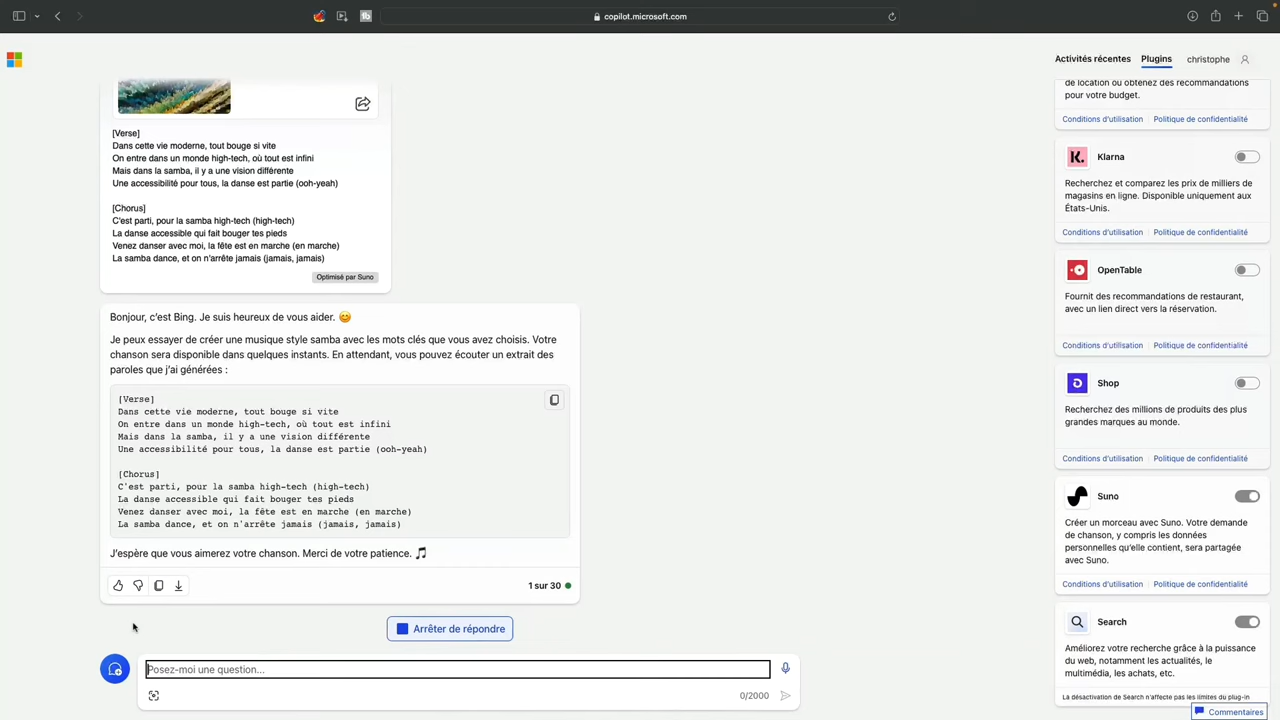 copilot.microsoft.com
Activités récentes
Plugins
christophe
[Verse]
Dans cette vie moderne, tout bouge si vite
On entre dans un monde high-tech, où tout est infini
Mais dans la samba, il y a une vision différente
Une accessibilité pour tous, la danse est partie (ooh-yeah)
[Chorus]
C'est parti, pour la samba high-tech (high-tech)
La danse accessible qui fait bouger tes pieds
Venez danser avec moi, la fête est en marche (en marche)
La samba dance, et on n'arrête jamais (jamais, jamais)
Optimisé par Suno
Bonjour, c'est Bing. Je suis heureux de vous aider. 😊
Je peux essayer de créer une musique style samba avec les mots clés que vous avez choisis. Votre
chanson sera disponible dans quelques instants. En attendant, vous pouvez écouter un extrait des
paroles que j'ai générées :
[Verse]
Dans cette vie moderne, tout bouge si vite
On entre dans un monde high-tech, où tout est infini
Mais dans la samba, il y a une vision différente
Une accessibilité pour tous, la danse est partie (ooh-yeah)
[Chorus]
C'est parti, pour la samba high-tech (high-tech)
La danse accessible qui fait bouger tes pieds
Venez danser avec moi, la fête est en marche (en marche)
La samba dance, et on n'arrête jamais (jamais, jamais)
J'espère que vous aimerez votre chanson. Merci de votre patience. 🎵
1 sur 30
Arrêter de répondre
Posez-moi une question...
0/2000
de location ou obtenez des recommandations
pour votre budget.
Conditions d'utilisation
Politique de confidentialité
K.
Klarna
Recherchez et comparez les prix de milliers de
magasins en ligne. Disponible uniquement aux
États-Unis.
Conditions d'utilisation
Politique de confidentialité
OpenTable
Fournit des recommandations de restaurant,
avec un lien direct vers la réservation.
Conditions d'utilisation
Politique de confidentialité
Shop
Recherchez des millions de produits des plus
grandes marques au monde.
Conditions d'utilisation
Politique de confidentialité
Suno
Créer un morceau avec Suno. Votre demande
de chanson, y compris les données
personnelles qu'elle contient, sera partagée
avec Suno.
Conditions d'utilisation
Politique de confidentialité
Search
Améliorez votre recherche grâce à la puissance
du web, notamment les actualités, le
multimédia, les achats, etc.
La désactivation de Search n'affecte pas les limites du plug-in
Commentaires